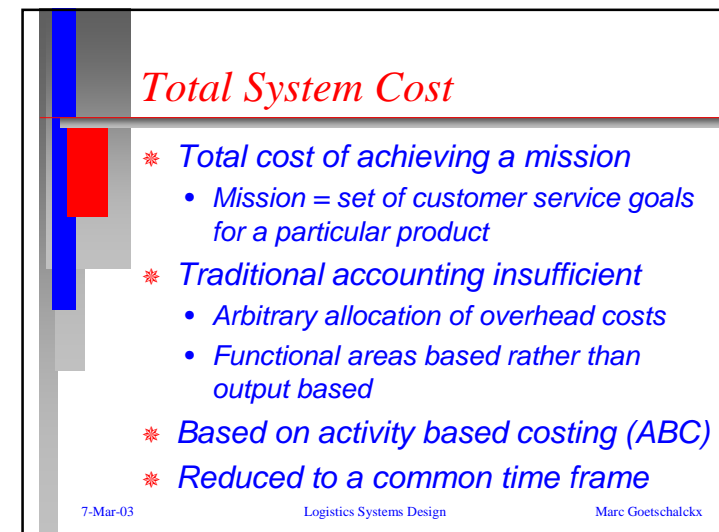 Total System Cost
✵ Total cost of achieving a mission
• Mission = set of customer service goals
for a particular product
✵ Traditional accounting insufficient
• Arbitrary allocation of overhead costs
• Functional areas based rather than
output based
✵ Based on activity based costing (ABC)
✵ Reduced to a common time frame
7-Mar-03 Logistics Systems Design Marc Goetschalckx